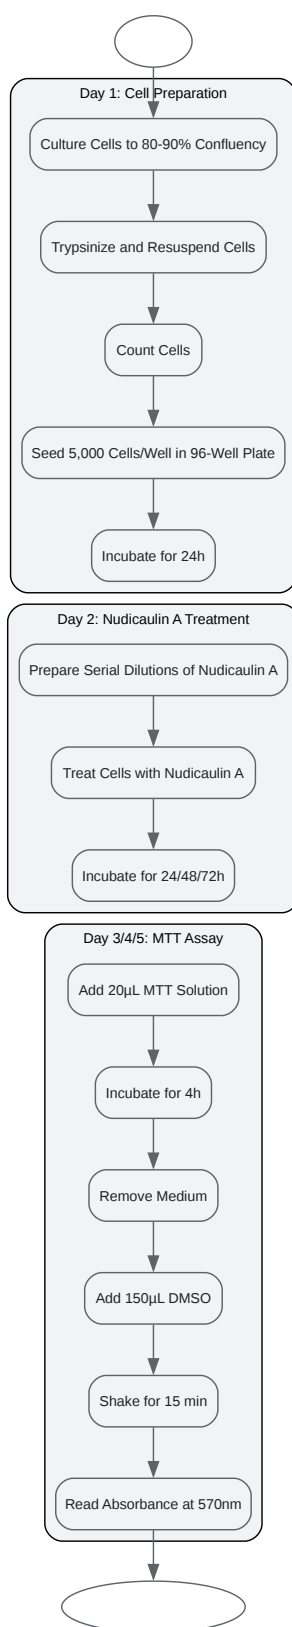 Day 1: Cell Preparation
Culture Cells to 80-90% Confluency
Trypsinize and Resuspend Cells
Count Cells
Seed 5,000 Cells/Well in 96-Well Plate
Incubate for 24h
Day 2: Nudicaulin A Treatment
Prepare Serial Dilutions of Nudicaulin A
Treat Cells with Nudicaulin A
Incubate for 24/48/72h
Day 3/4/5: MTT Assay
Add 20µL MTT Solution
Incubate for 4h
Remove Medium
Add 150µL DMSO
Shake for 15 min
Read Absorbance at 570nm